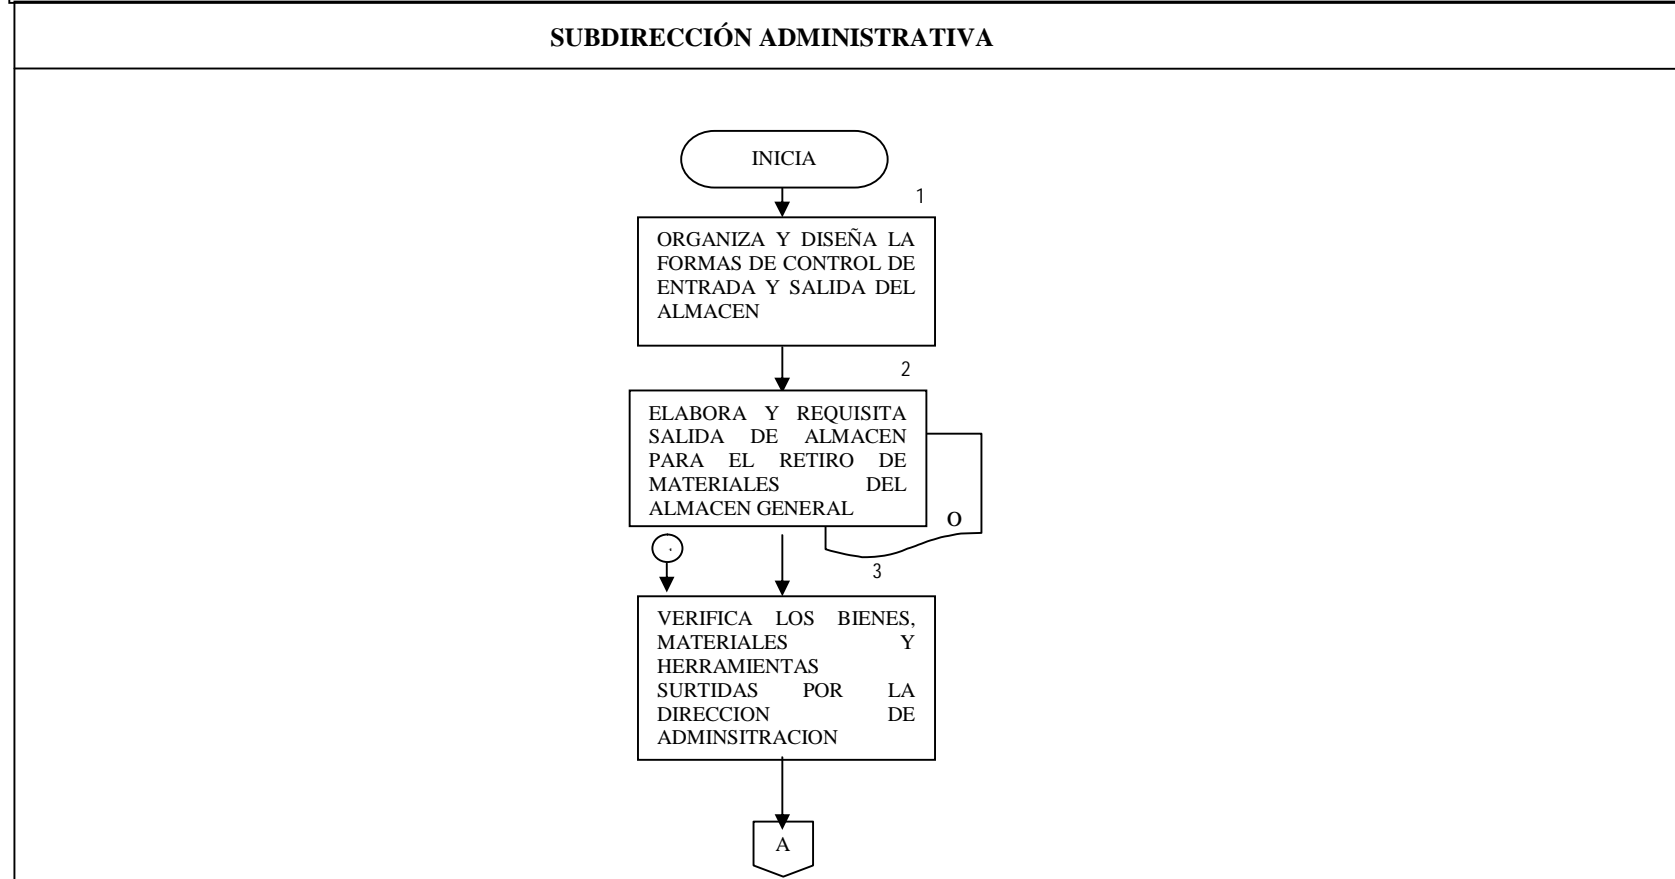 SUBDIRECCIÓN ADMINISTRATIVA
INICIA
1
ORGANIZA Y DISEÑA LA
FORMAS DE CONTROL DE
ENTRADA Y SALIDA DEL
ALMACEN
2
ELABORA Y REQUISITA
SALIDA DE ALMACEN
PARA EL RETIRO DE
MATERIALES DEL
ALMACEN GENERAL
O
.
3
VERIFICA LOS BIENES,
MATERIALES Y
HERRAMIENTAS
SURTIDAS POR LA
DIRECCION DE
ADMINSITRACION
A